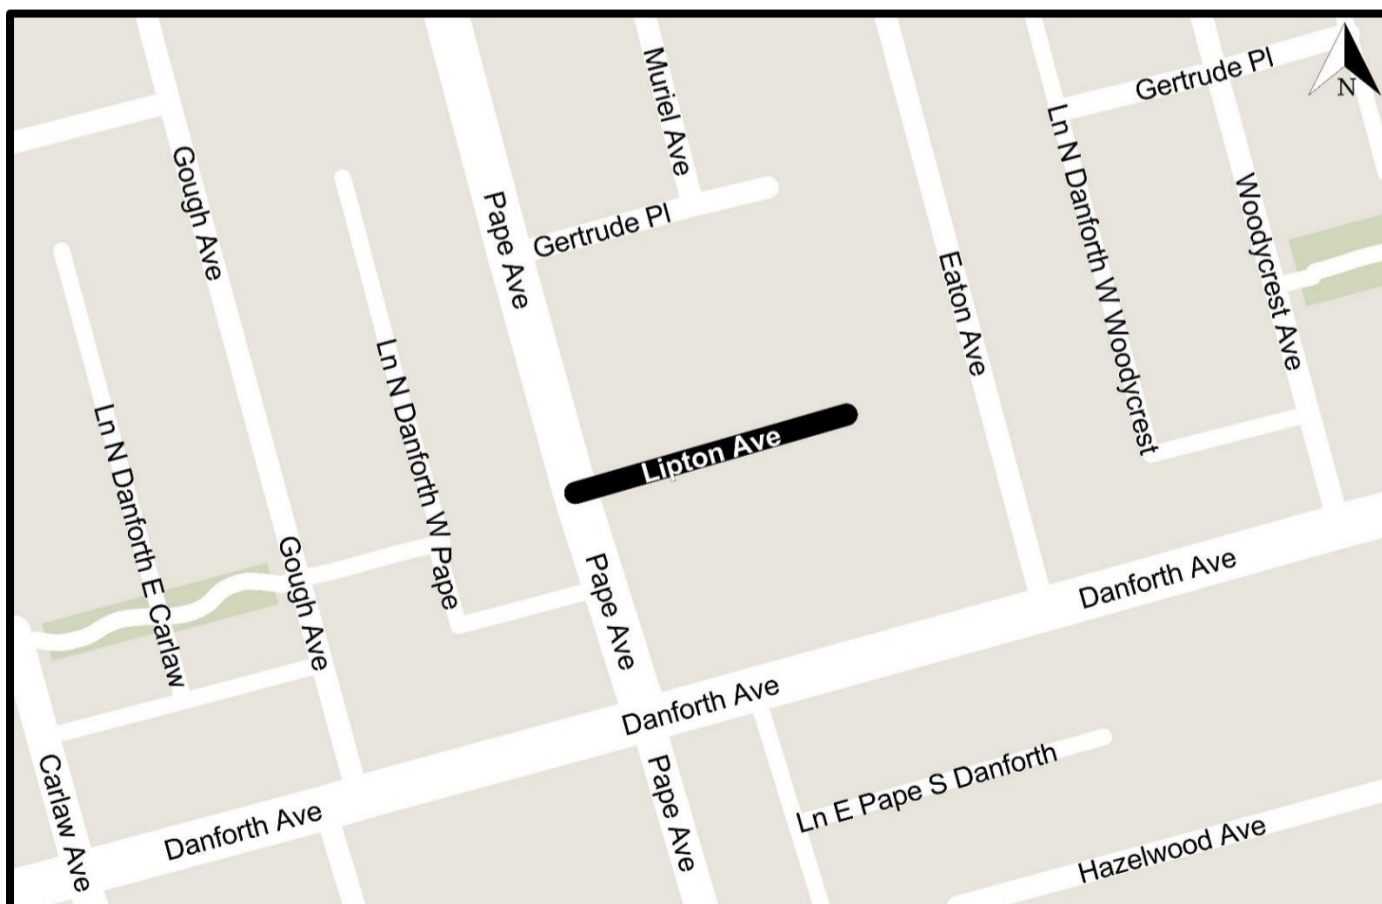 Gertrude Pl
N
Muriel Ave
Ln N Danforth W Woodycrest
Gough Ave
Woodycrest Ave
Pape Ave
Gertrude Pl
Eaton Ave
Ln N Danforth W Pape
Ln N Danforth E Carlaw
Lipton Ave
Gough Ave
Pape Ave
Danforth Ave
Danforth Ave
Carlaw Ave
Pape Ave
Ln E Pape S Danforth
Danforth Ave
Hazelwood Ave